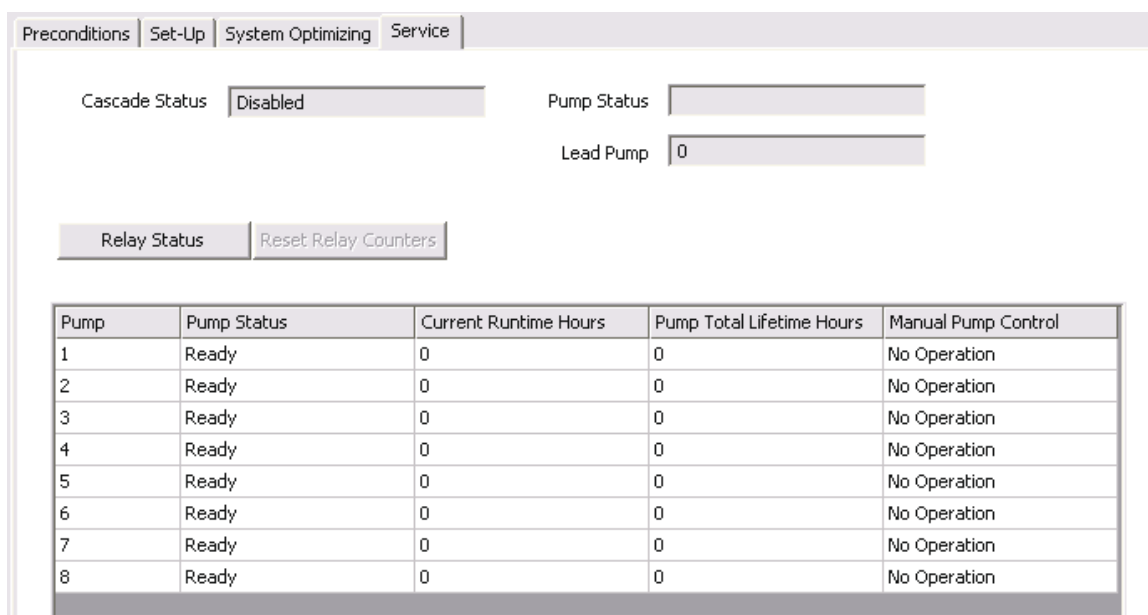 Preconditions Set-Up System Optimizing Service
Cascade Status Disabled Pump Status
Lead Pump 0
Relay Status Reset Relay Counters
Pump Pump Status Current Runtime Hours Pump Total Lifetime Hours Manual Pump Control
1 Ready 0 0 No Operation
2 Ready 0 0 No Operation
3 Ready 0 0 No Operation
4 Ready 0 0 No Operation
5 Ready 0 0 No Operation
6 Ready 0 0 No Operation
7 Ready 0 0 No Operation
8 Ready 0 0 No Operation